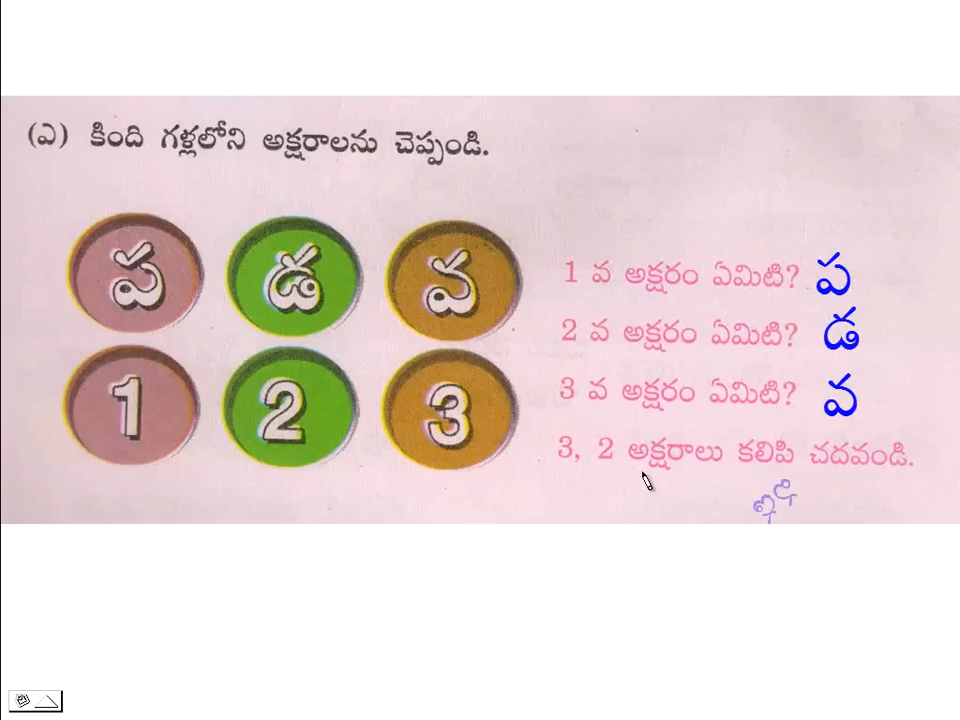 (ఎ) కింది గళ్లలోని అక్షరాలను చెప్పండి.
ప డ వ
1 2 3
1 వ అక్షరం ఏమిటి? ప
2 వ అక్షరం ఏమిటి? డ
3 వ అక్షరం ఏమిటి? వ
3, 2 అక్షరాలు కలిపి చదవండి.